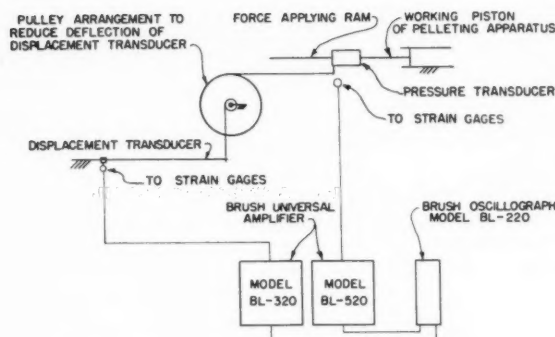 PULLEY ARRANGEMENT TO
REDUCE DEFLECTION OF
DISPLACEMENT TRANSDUCER
FORCE APPLYING RAM
WORKING PISTON
OF PELLETING APPARATUS
PRESSURE TRANSDUCER
TO STRAIN GAGES
DISPLACEMENT TRANSDUCER
TO STRAIN GAGES
BRUSH UNIVERSAL
AMPLIFIER
BRUSH OSCILLOGRAPH
MODEL BL-220
MODEL
BL-320
MODEL
BL-520